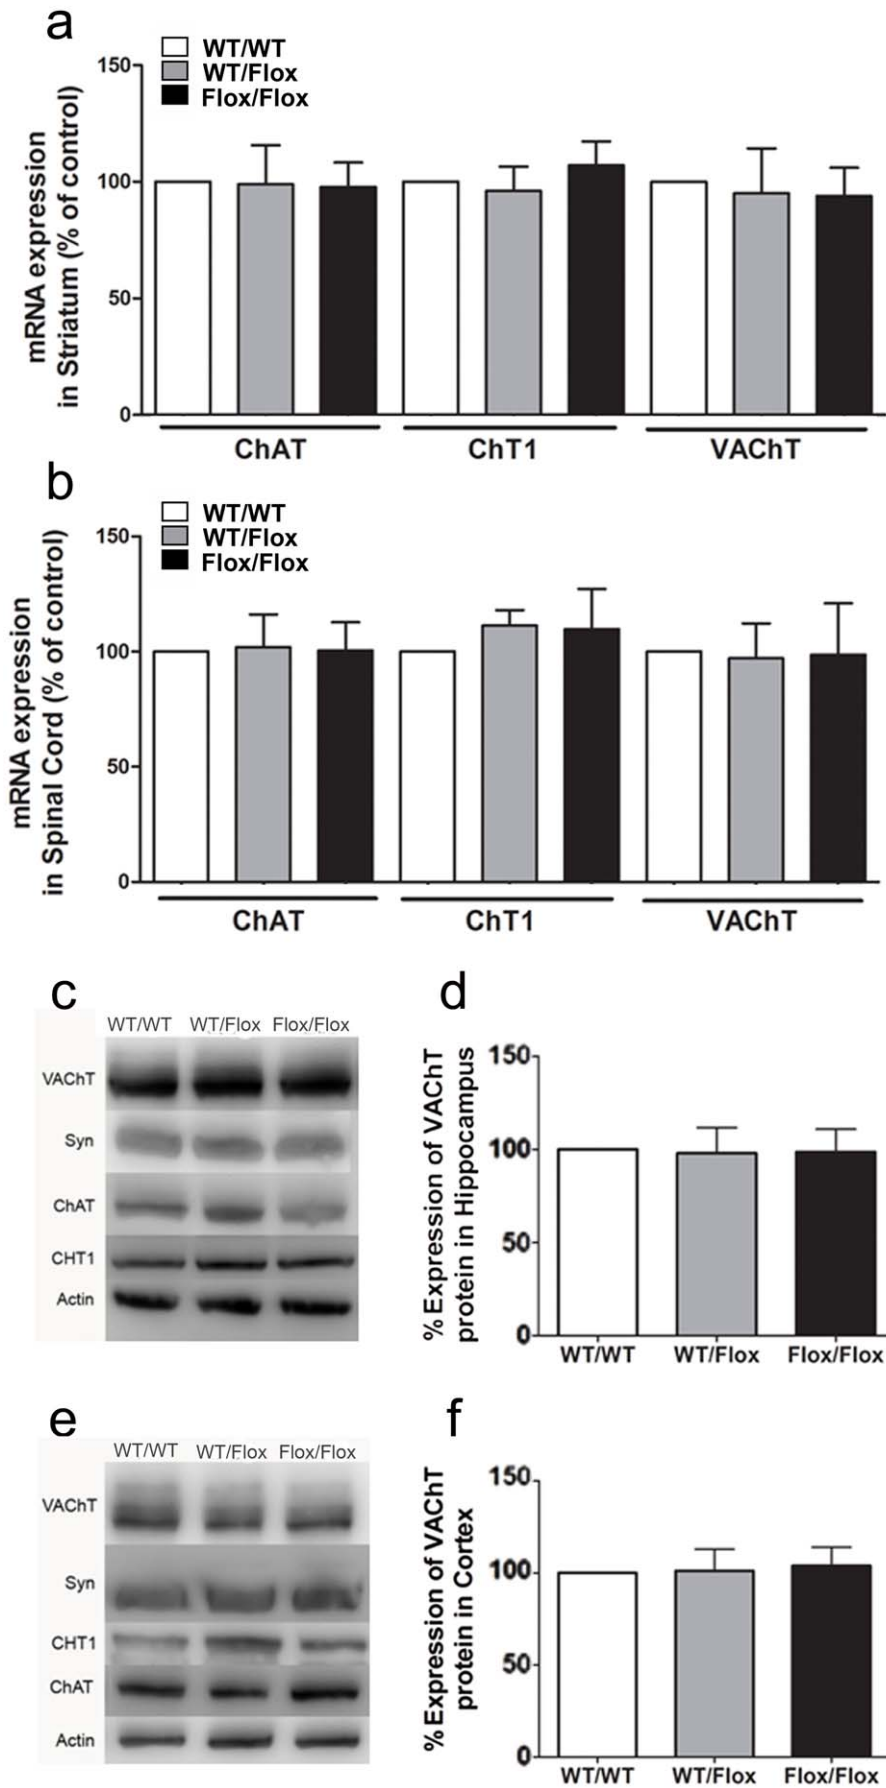 a
WT/WT
WT/Flox
Flox/Flox
mRNA expression
in Striatum (% of control)
150
100
50
0
ChAT
ChT1
VAChT
b
WT/WT
WT/Flox
Flox/Flox
mRNA expression
in Spinal Cord (% of control)
150
100
50
0
ChAT
ChT1
VAChT
c
WT/WT WT/Flox Flox/Flox
VAChT
Syn
ChAT
CHT1
Actin
d
% Expression of VAChT
protein in Hippocampus
150
100
50
0
WT/WT WT/Flox Flox/Flox
e
WT/WT WT/Flox Flox/Flox
VAChT
Syn
CHT1
ChAT
Actin
f
% Expression of VAChT
protein in Cortex
150
100
50
0
WT/WT WT/Flox Flox/Flox